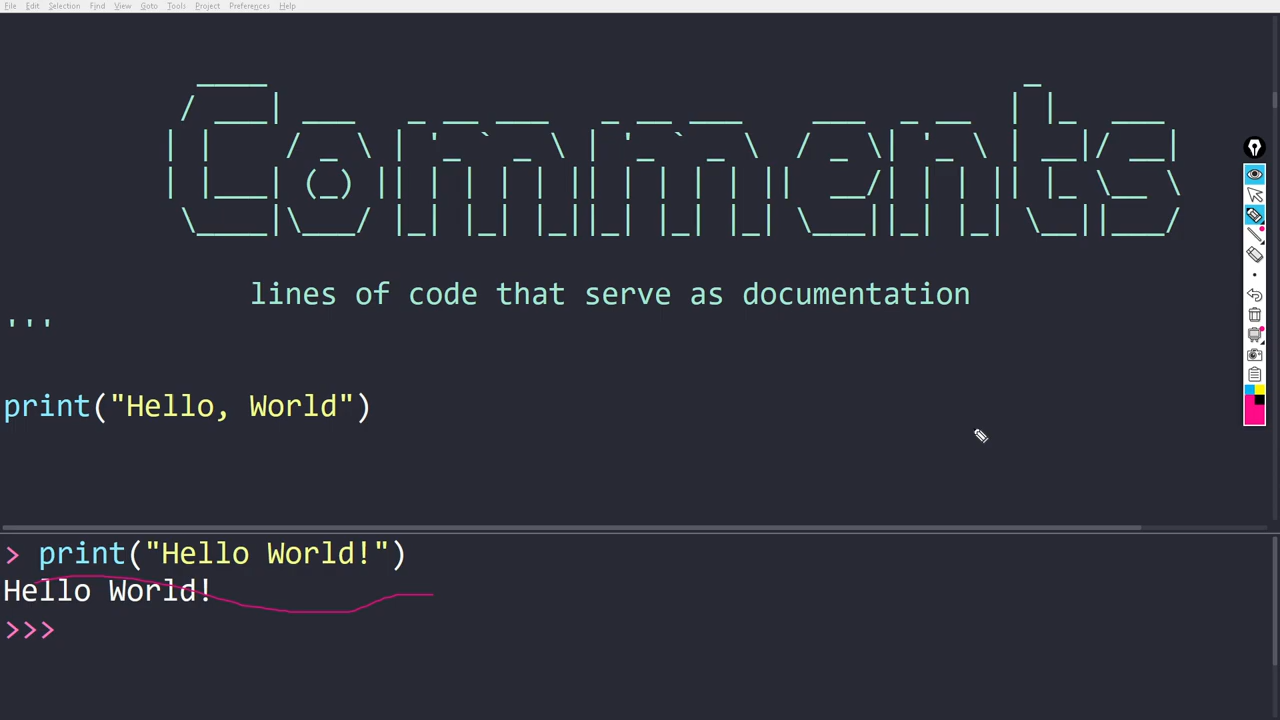 File Edit Selection Find View Goto Tools Project Preferences Help
Comments
lines of code that serve as documentation
'''
print("Hello, World")
> print("Hello World!")
Hello World!
>>>